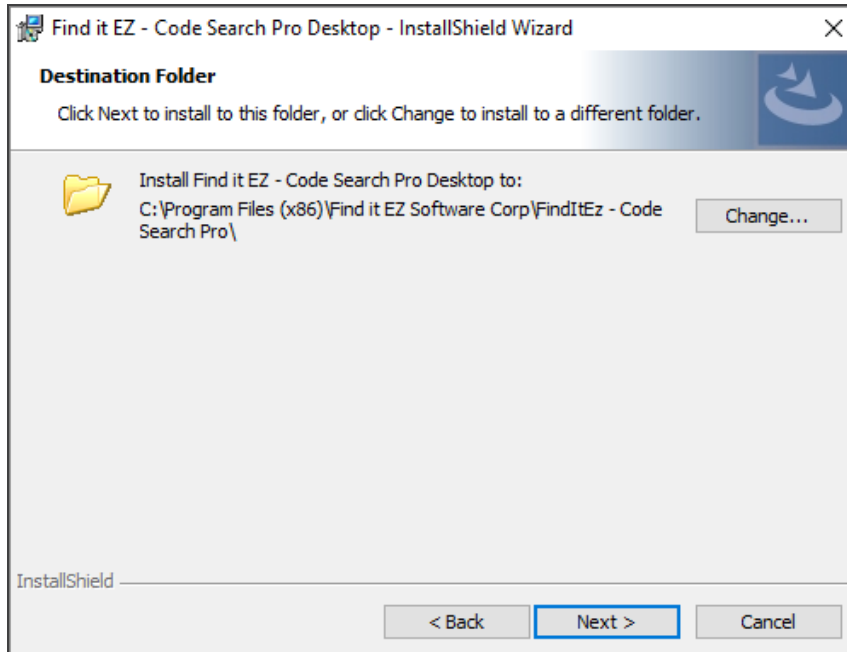 Find it EZ - Code Search Pro Desktop - InstallShield Wizard
Destination Folder
Click Next to install to this folder, or click Change to install to a different folder.
Install Find it EZ - Code Search Pro Desktop to:
C:\Program Files (x86)\Find it EZ Software Corp\FindItEz - Code
Search Pro\
Change...
InstallShield
< Back
Next >
Cancel